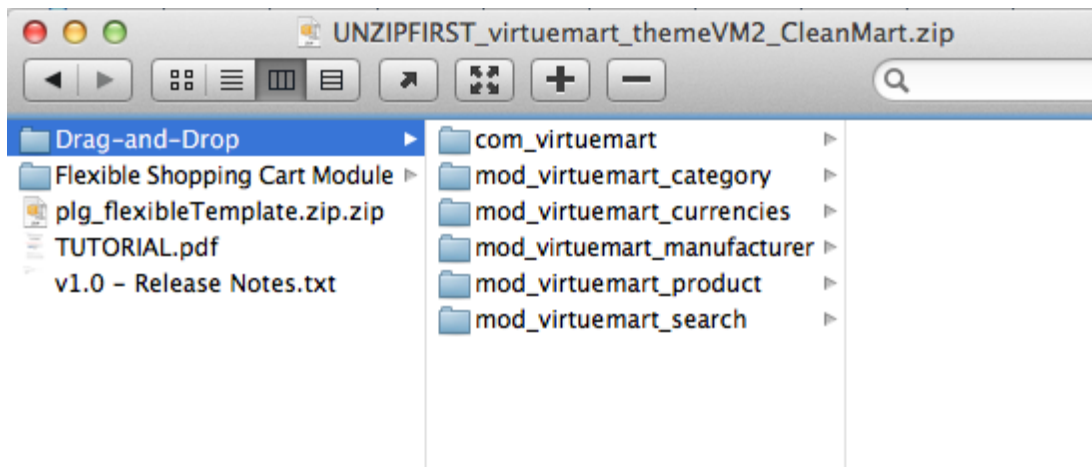 UNZIPFIRST_virtuemart_themeVM2_CleanMart.zip
Drag-and-Drop
Flexible Shopping Cart Module
plg_flexibleTemplate.zip.zip
TUTORIAL.pdf
v1.0 – Release Notes.txt
com_virtuemart
mod_virtuemart_category
mod_virtuemart_currencies
mod_virtuemart_manufacturer
mod_virtuemart_product
mod_virtuemart_search